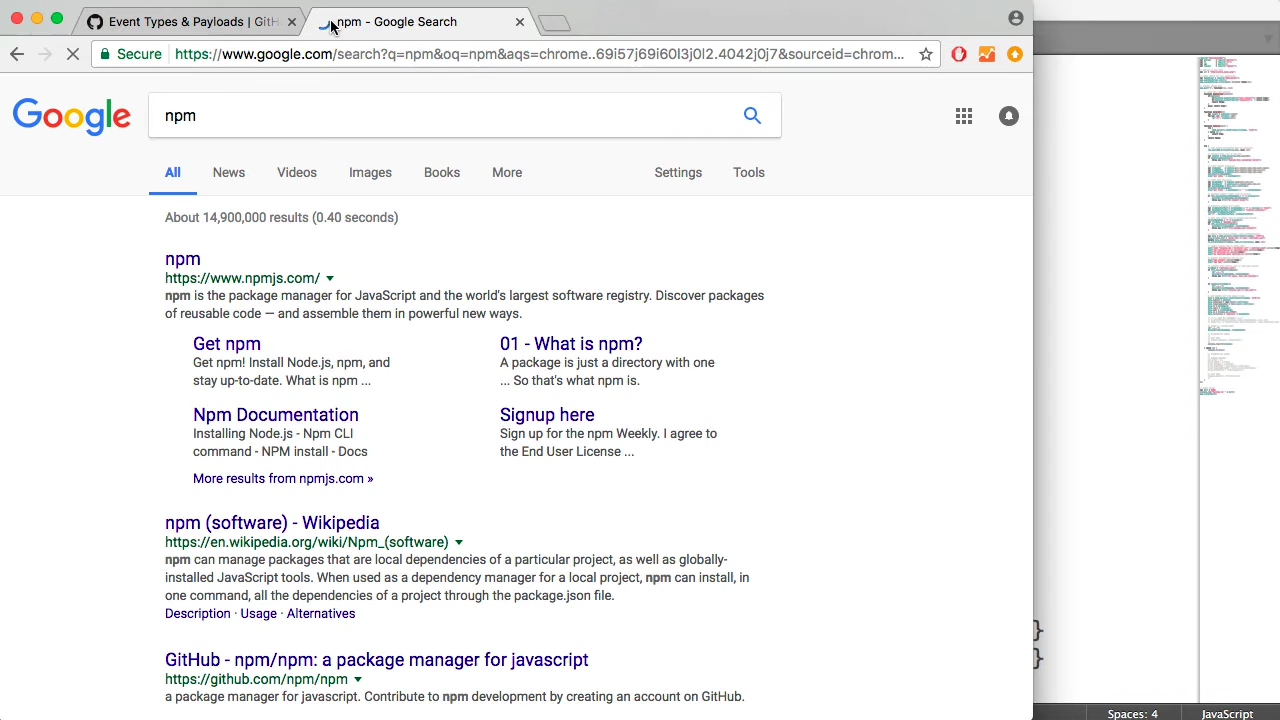 Event Types & Payloads | GitH
npm - Google Search
Secure
https://www.google.com/search?q=npm&oq=npm&aqs=chrome..69i57j69i60l3j0l2.4042j0j7&sourceid=chrom...
Google
npm
All News Videos Images Books More Settings Tools
About 14,900,000 results (0.40 seconds)
npm
https://www.npmjs.com/
npm is the package manager for JavaScript and the world's largest software registry. Discover packages
of reusable code — and assemble them in powerful new ways.
Get npm
Get npm! Install Node.js, npm and
stay up-to-date. What is npm ...
01 - What is npm?
A package is just a directory with
... What is what npm is.
Npm Documentation
Installing Node.js - Npm CLI
command - NPM install - Docs
Signup here
Sign up for the npm Weekly. I agree to
the End User License ...
More results from npmjs.com »
npm (software) - Wikipedia
https://en.wikipedia.org/wiki/Npm_(software)
npm can manage packages that are local dependencies of a particular project, as well as globally-
installed JavaScript tools. When used as a dependency manager for a local project, npm can install, in
one command, all the dependencies of a project through the package.json file.
Description · Usage · Alternatives
GitHub - npm/npm: a package manager for javascript
https://github.com/npm/npm
a package manager for javascript. Contribute to npm development by creating an account on GitHub.
}
}
Spaces: 4
JavaScript